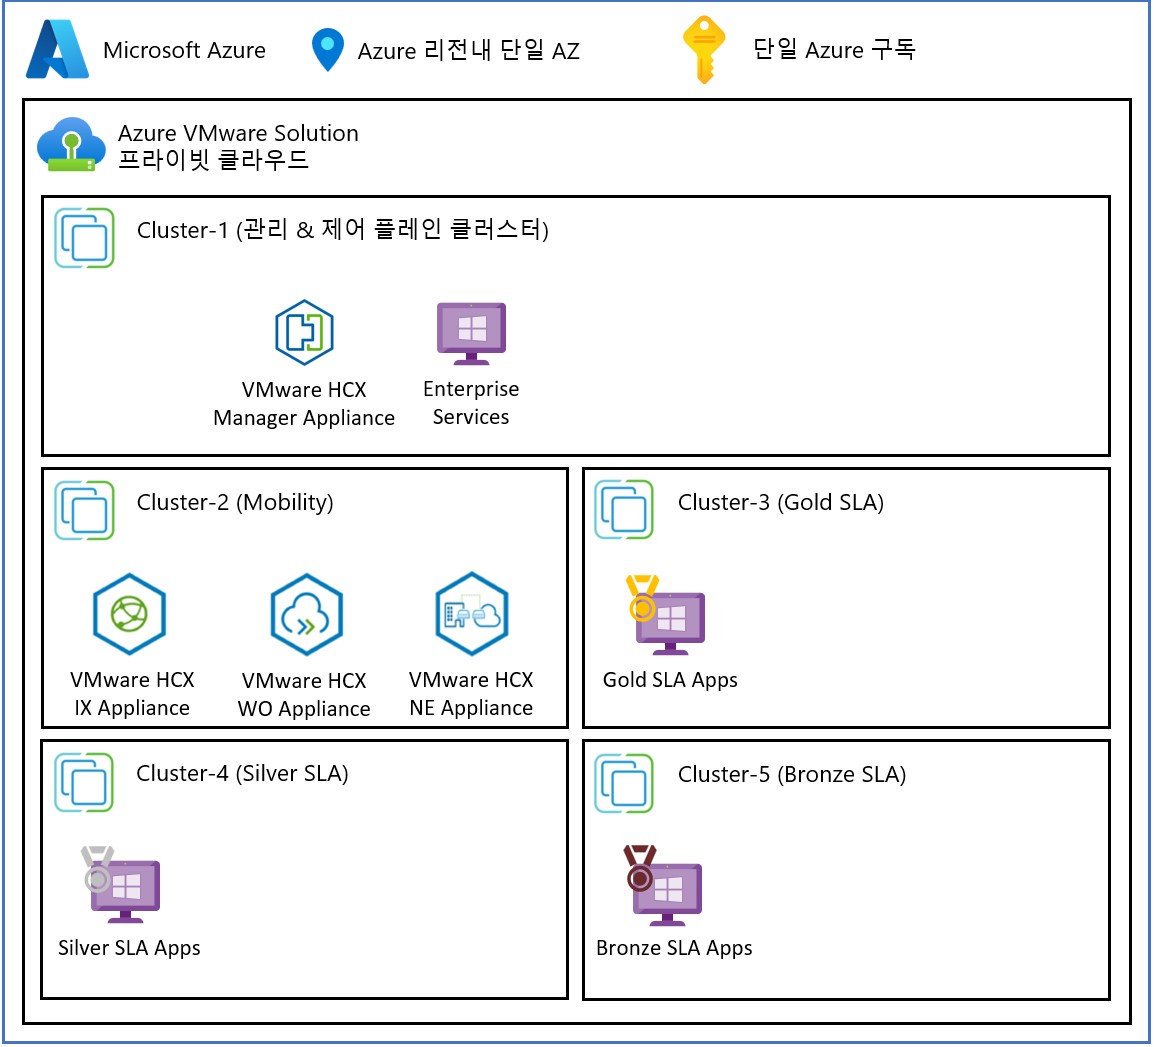 Microsoft Azure
Azure 리전내 단일 AZ
단일 Azure 구독
Azure VMware Solution
프라이빗 클라우드
Cluster-1 (관리 & 제어 플레인 클러스터)
VMware HCX
Manager Appliance
Enterprise
Services
Cluster-2 (Mobility)
VMware HCX
IX Appliance
VMware HCX
WO Appliance
VMware HCX
NE Appliance
Cluster-3 (Gold SLA)
Gold SLA Apps
Cluster-4 (Silver SLA)
Silver SLA Apps
Cluster-5 (Bronze SLA)
Bronze SLA Apps